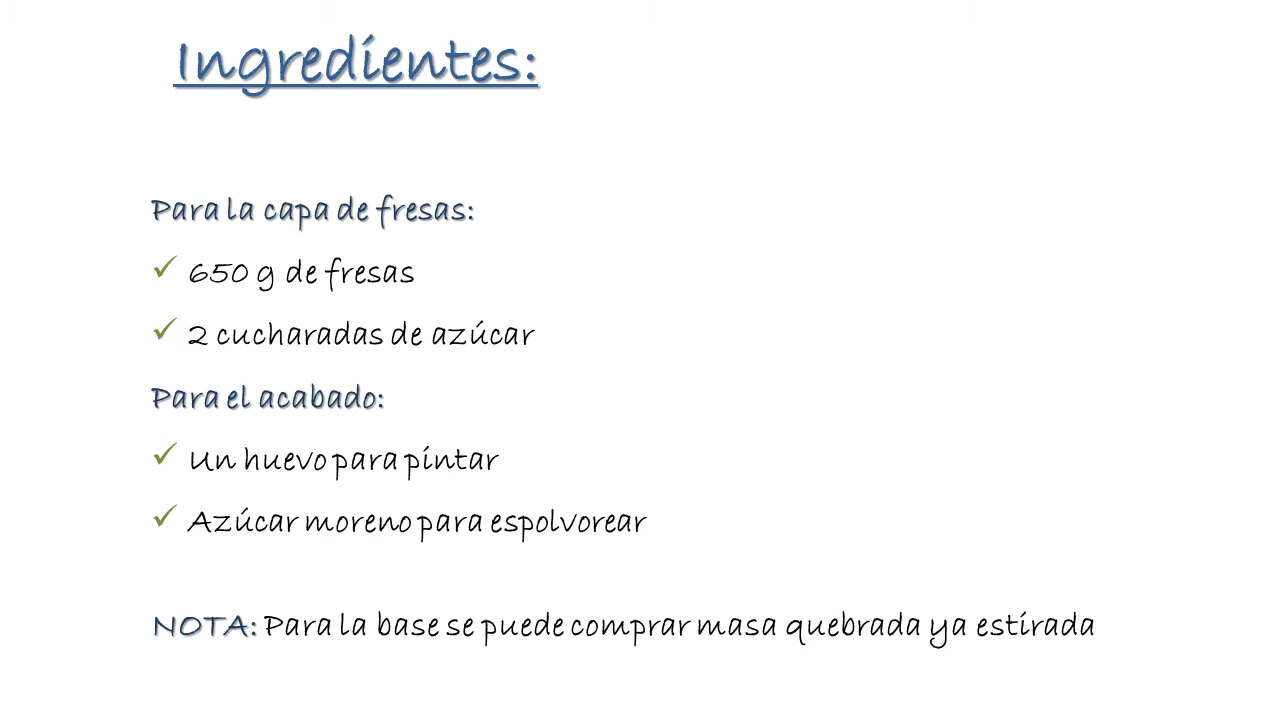 Ingredientes:
Para la capa de fresas:
✓ 650 g de fresas
✓ 2 cucharadas de azúcar
Para el acabado:
✓ Un huevo para pintar
✓ Azúcar moreno para espolvorear
NOTA: Para la base se puede comprar masa quebrada ya estirada